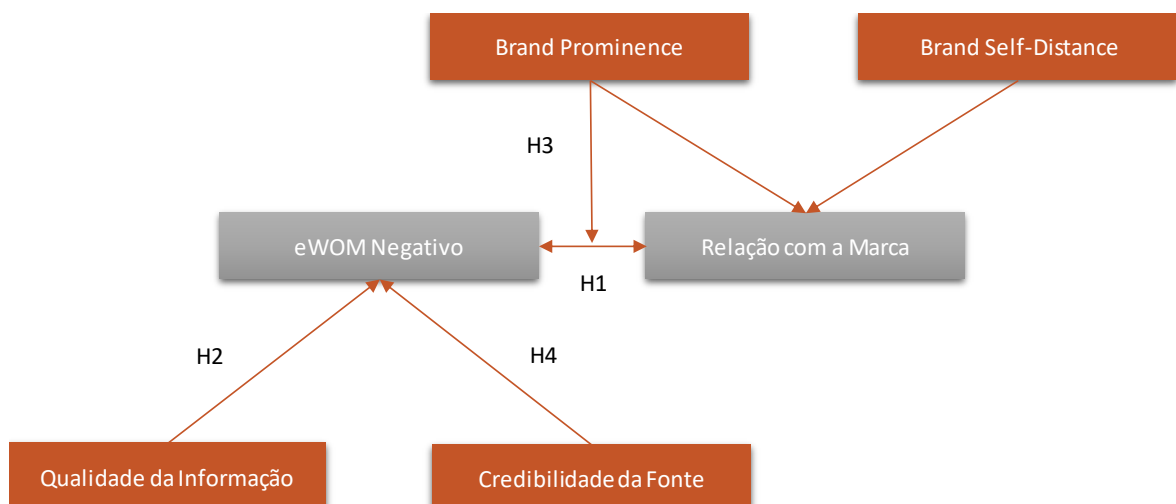 Brand Prominence
Brand Self-Distance
H3
eWOM Negativo
Relação com a Marca
H1
H2
H4
Qualidade da Informação
Credibilidade da Fonte